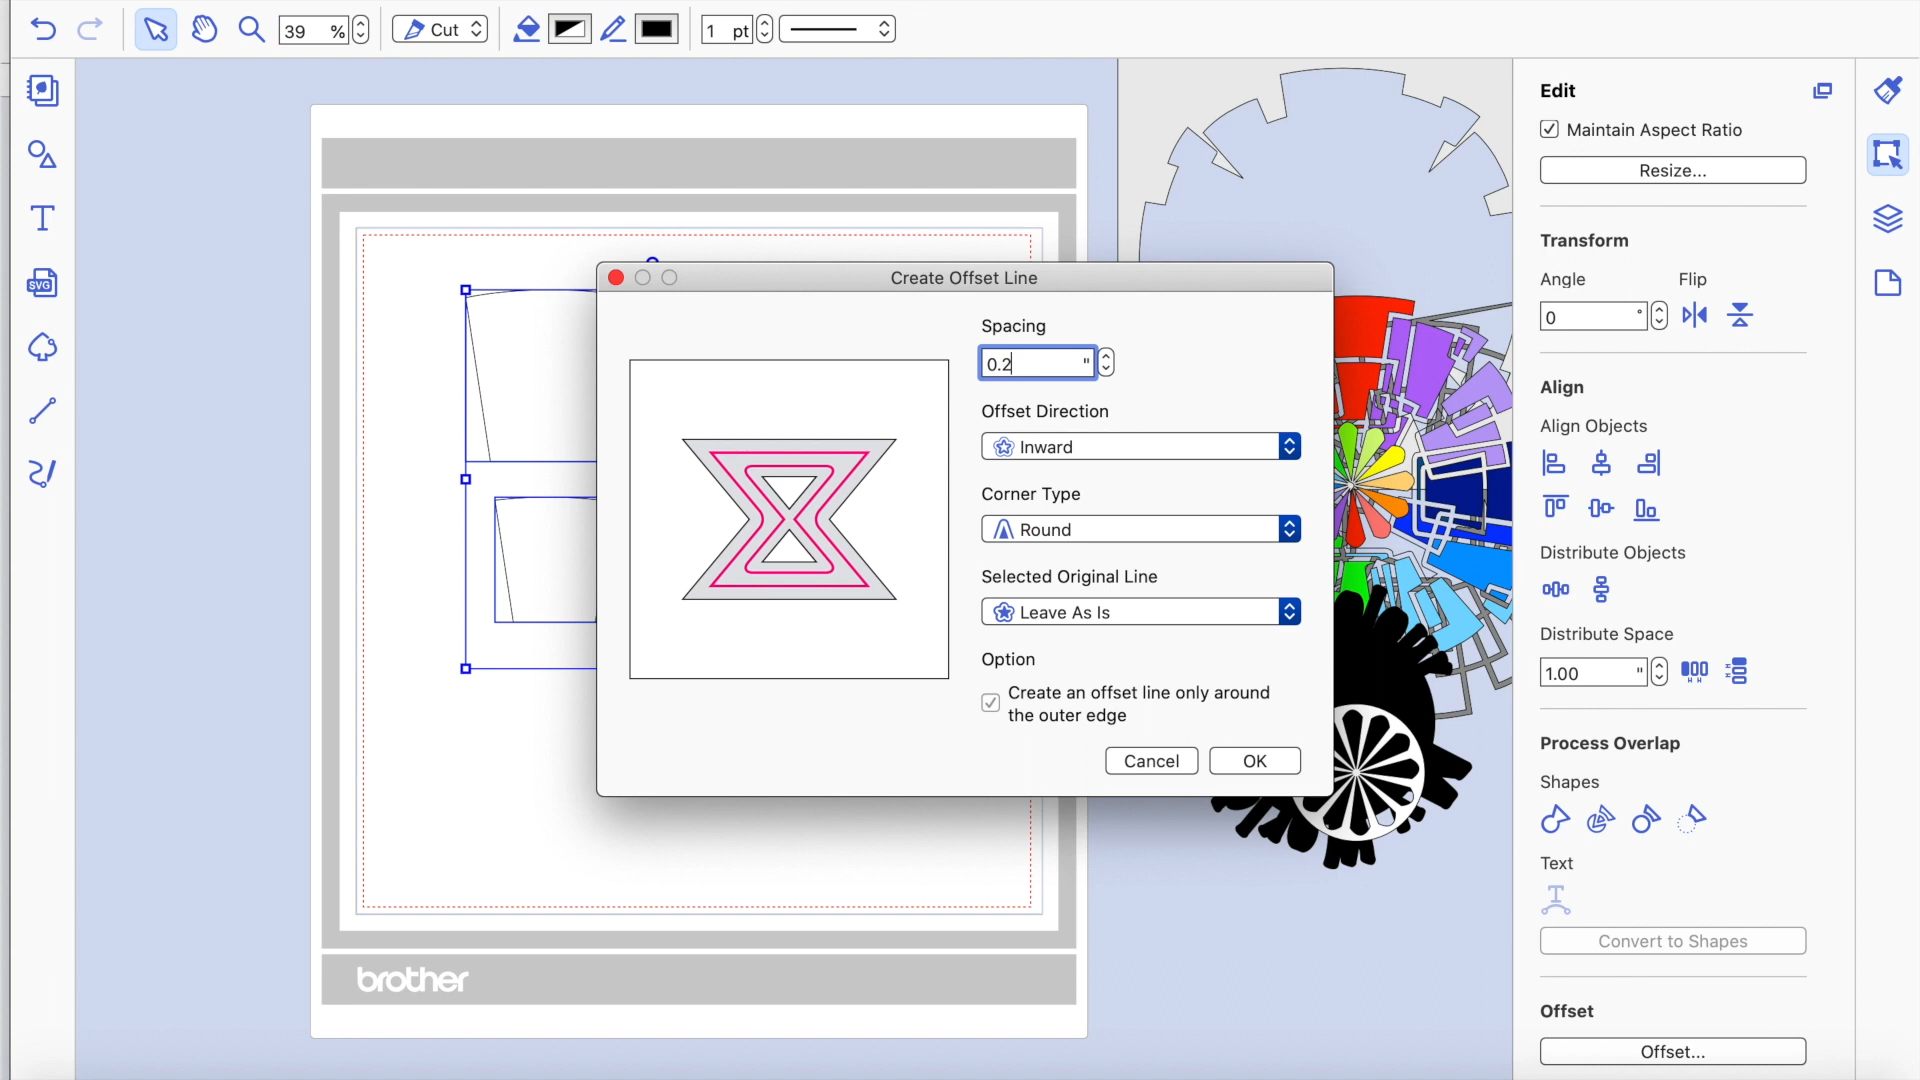 39 %
Cut
1 pt
SVG
Create Offset Line
Spacing
0.2 "
Offset Direction
Inward
Corner Type
Round
Selected Original Line
Leave As Is
Option
Create an offset line only around
the outer edge
Cancel
OK
brother
Edit
Maintain Aspect Ratio
Resize...
Transform
Angle Flip
0 °
Align
Align Objects
Distribute Objects
Distribute Space
1.00 "
Process Overlap
Shapes
Text
Convert to Shapes
Offset
Offset...